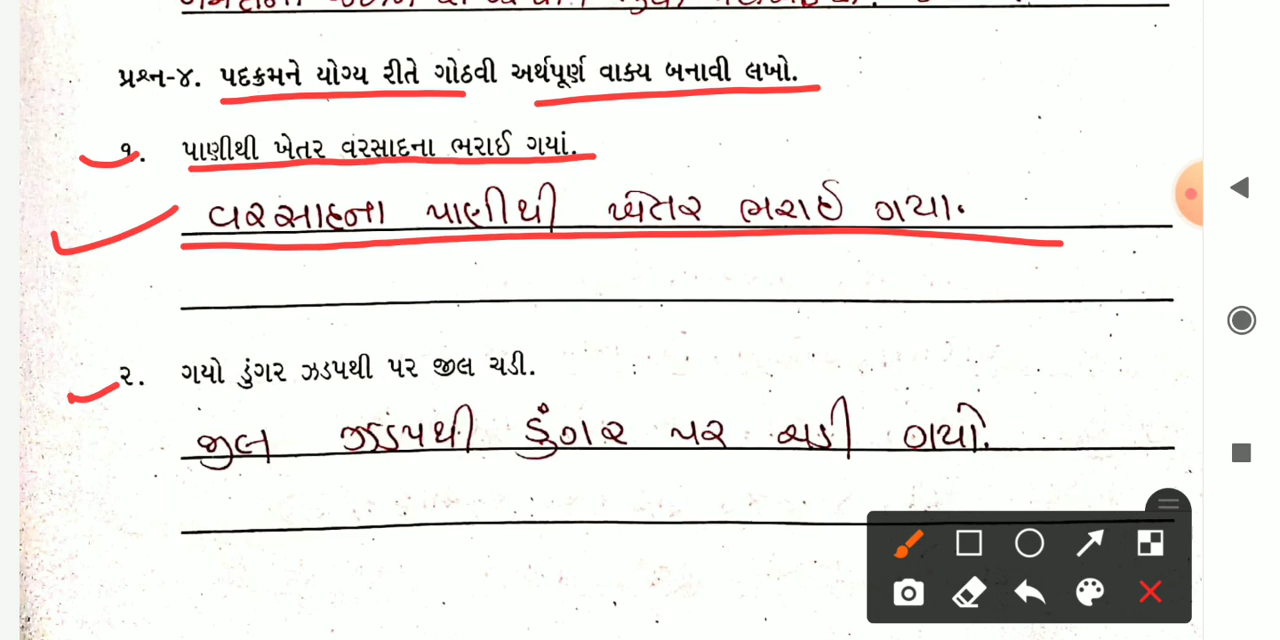 પ્રશ્ન-૪. પદક્રમને યોગ્ય રીતે ગોઠવી અર્થપૂર્ણ વાક્ય બનાવી લખો.
૧. પાણીથી ખેતર વરસાદના ભરાઈ ગયાં.
વરસાદના પાણીથી ખેતર ભરાઈ ગયા.
૨. ગયો ડુંગર ઝડપથી પર જીલ ચડી.
જીલ ઝડપથી ડુંગર પર ચડી ગયો.